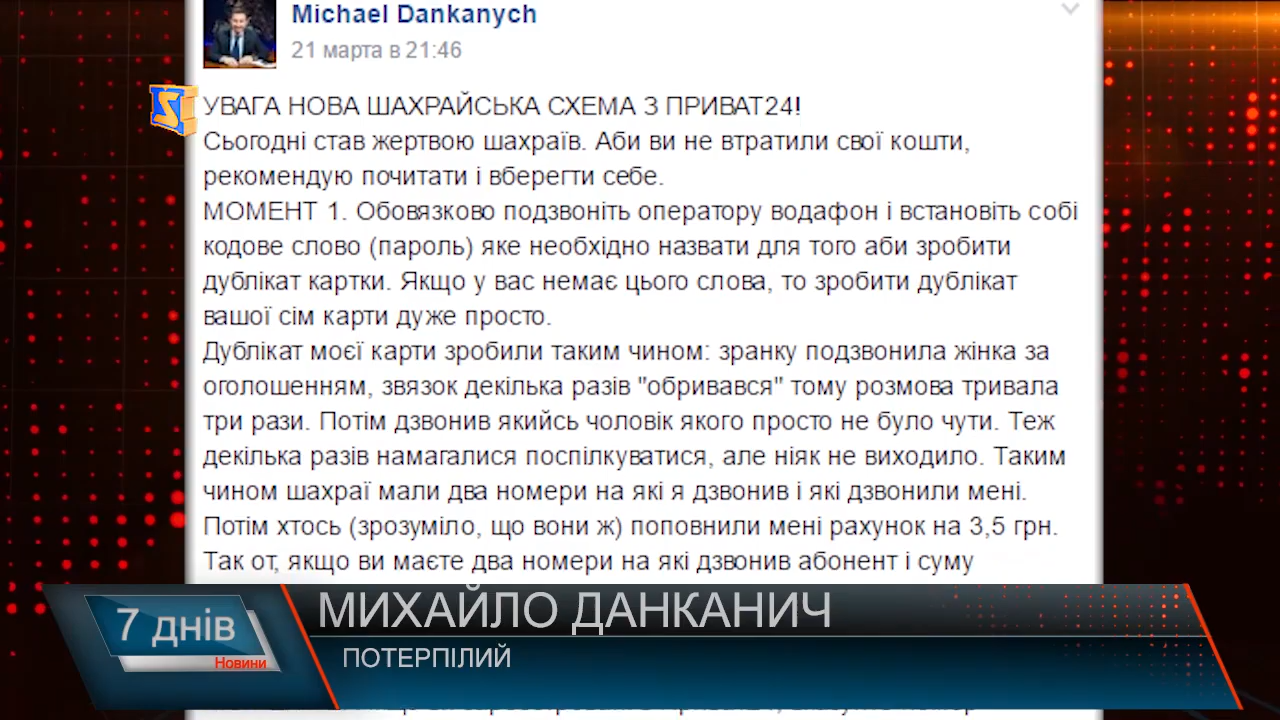 Michael Dankanych
21 марта в 21:46
УВАГА НОВА ШАХРАЙСЬКА СХЕМА З ПРИВАТ24!
Сьогодні став жертвою шахраїв. Аби ви не втратили свої кошти,
рекомендую почитати і вберегти себе.
МОМЕНТ 1. Обовязково подзвоніть оператору водафон і встановіть собі
кодове слово (пароль) яке необхідно назвати для того аби зробити
дублікат картки. Якщо у вас немає цього слова, то зробити дублікат
вашої сім карти дуже просто.
Дублікат моєї карти зробили таким чином: зранку подзвонила жінка за
оголошенням, звязок декілька разів "обривався" тому розмова тривала
три рази. Потім дзвонив якийсь чоловік якого просто не було чути. Теж
декілька разів намагалися поспілкуватися, але ніяк не виходило. Таким
чином шахраї мали два номери на які я дзвонив і які дзвонили мені.
Потім хтось (зрозуміло, що вони ж) поповнили мені рахунок на 3,5 грн.
Так от, якщо ви маєте два номери на які дзвонив абонент і суму
7 днів
Новини
МИХАЙЛО ДАНКАНИЧ
ПОТЕРПІЛИЙ